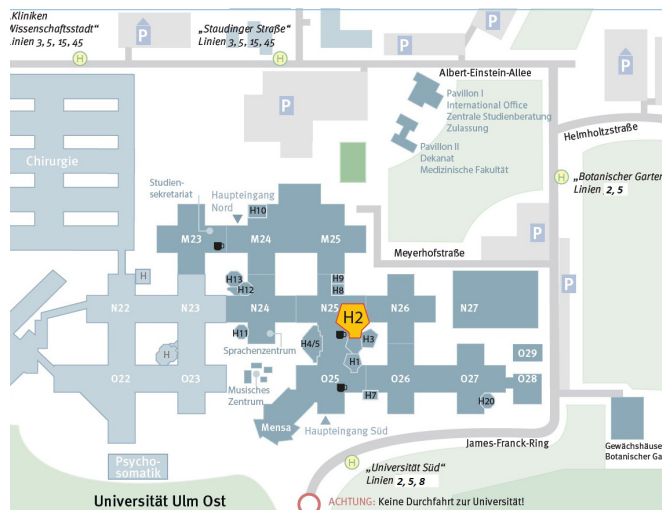 „Kliniken
Wissenschaftsstadt“
Linien 3, 5, 15, 45
H
P
„Staudinger Straße“
Linien 3, 5, 15, 45
H
P
P
P
Albert-Einstein-Allee
P
Pavillon I
International Office
Zentrale Studienberatung
Zulassung
Pavillon II
Dekanat
Medizinische Fakultät
P
Helmholtzstraße
Chirurgie
Studien-
sekretariat
Haupteingang
Nord
H10
H
„Botanischer Garten
Linien 2, 5
M23
M24
M25
P
Meyerhofstraße
H
H13
H12
H9
H8
P
N22
N23
N24
N25
N26
N27
H2
H11
H4/5
H3
Sprachenzentrum
H
H1
O29
O22
O23
Musisches
Zentrum
O25
O26
O27
O28
H7
H20
Mensa
Haupteingang Süd
James-Franck-Ring
Gewächshäuse
Botanischer Ga
Psycho-
somatik
H
„Universität Süd“
Linien 2, 5, 8
Universität Ulm Ost
ACHTUNG: Keine Durchfahrt zur Universität!